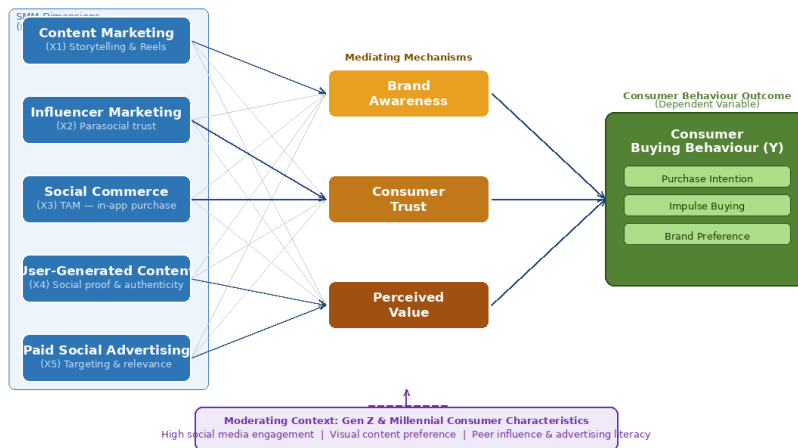 SMM Dimensions
Content Marketing
(X1) Storytelling & Reels
Influencer Marketing
(X2) Parasocial trust
Social Commerce
(X3) TAM — in-app purchase
User-Generated Content
(X4) Social proof & authenticity
Paid Social Advertising
(X5) Targeting & relevance
Mediating Mechanisms
Brand
Awareness
Consumer
Trust
Perceived
Value
Consumer Behaviour Outcome
(Dependent Variable)
Consumer
Buying Behaviour (Y)
Purchase Intention
Impulse Buying
Brand Preference
Moderating Context: Gen Z & Millennial Consumer Characteristics
High social media engagement | Visual content preference | Peer influence & advertising literacy